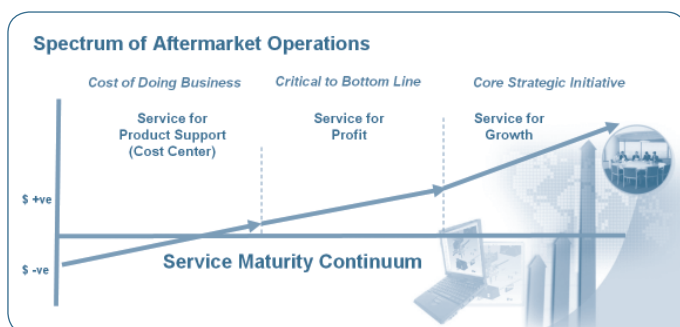 Spectrum of Aftermarket Operations
Cost of Doing Business
Critical to Bottom Line
Core Strategic Initiative
Service for
Product Support
(Cost Center)
Service for
Profit
Service for
Growth
$ +ve
$ -ve
Service Maturity Continuum